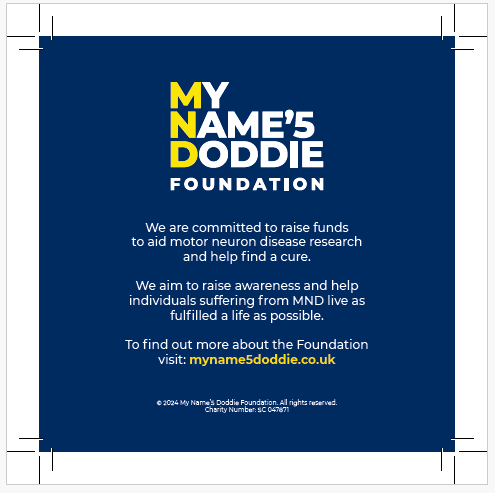 MY
NAME'5
DODDIE
FOUNDATION
We are committed to raise funds
to aid motor neuron disease research
and help find a cure.
We aim to raise awareness and help
individuals suffering from MND live as
fulfilled a life as possible.
To find out more about the Foundation
visit: myname5doddie.co.uk
© 2024 My Name's Doddie Foundation. All rights reserved.
Charity Number: SC 047871